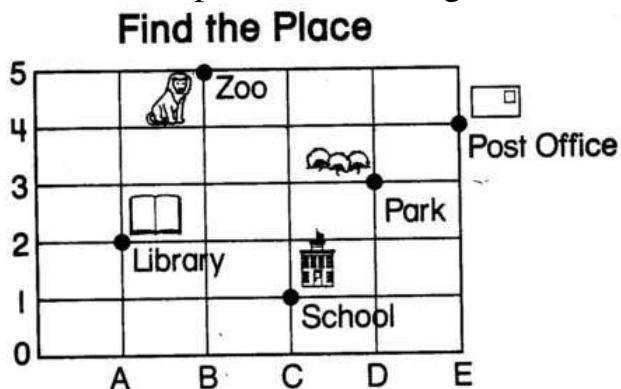 Find the Place
5
Zoo
4
Post Office
3
Park
2
Library
1
School
0
A B C D E